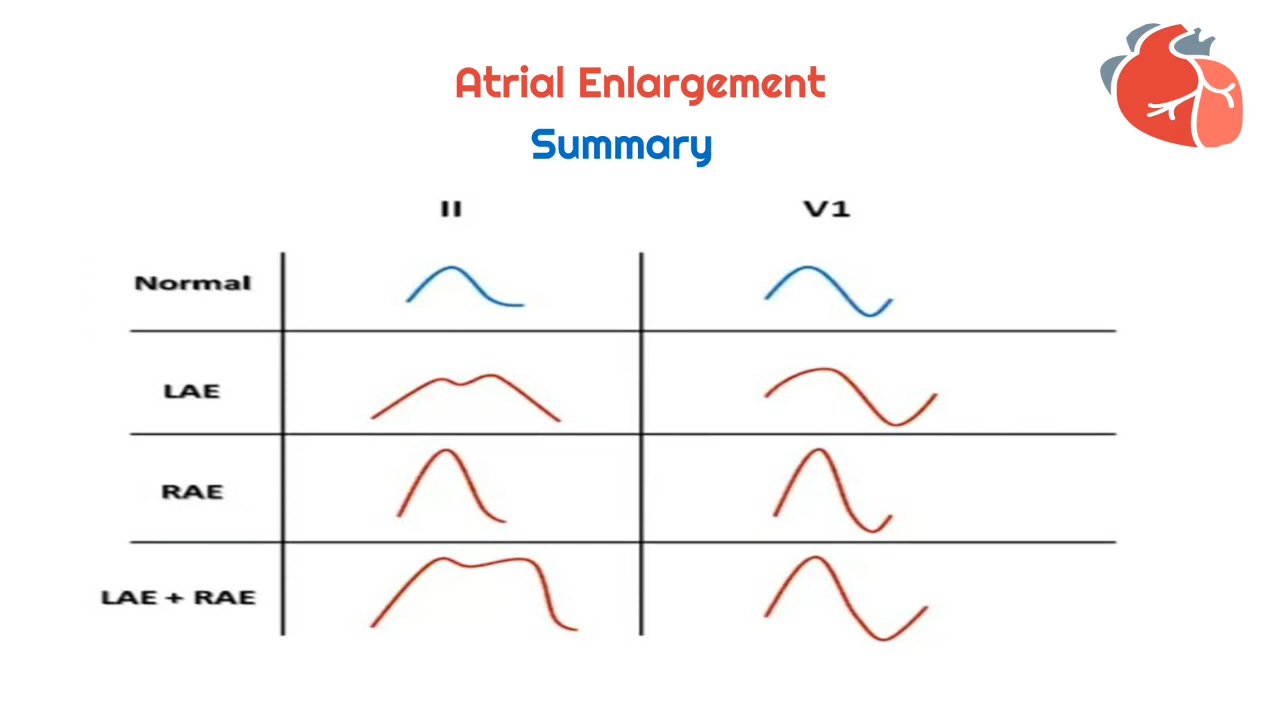 Atrial Enlargement
Summary
II
V1
Normal
LAE
RAE
LAE + RAE